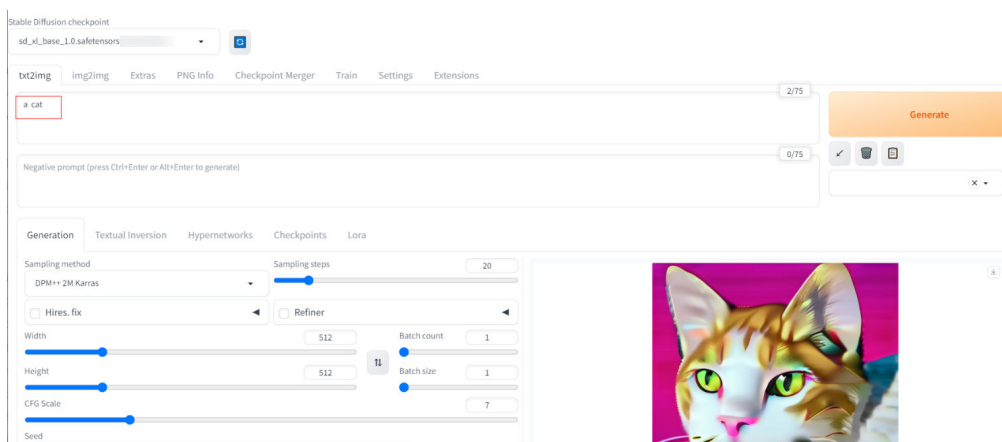 Stable Diffusion checkpoint
sd_xl_base_1.0.safetensors
txt2img img2img Extras PNG Info Checkpoint Merger Train Settings Extensions
2/75
a cat
Generate
0/75
Negative prompt (press Ctrl+Enter or Alt+Enter to generate)
Generation Textual Inversion Hypernetworks Checkpoints Lora
Sampling method Sampling steps 20
DPM++ 2M Karras
Hires. fix Refiner
Width 512 Batch count 1
Height 512 Batch size 1
CFG Scale 7
Seed